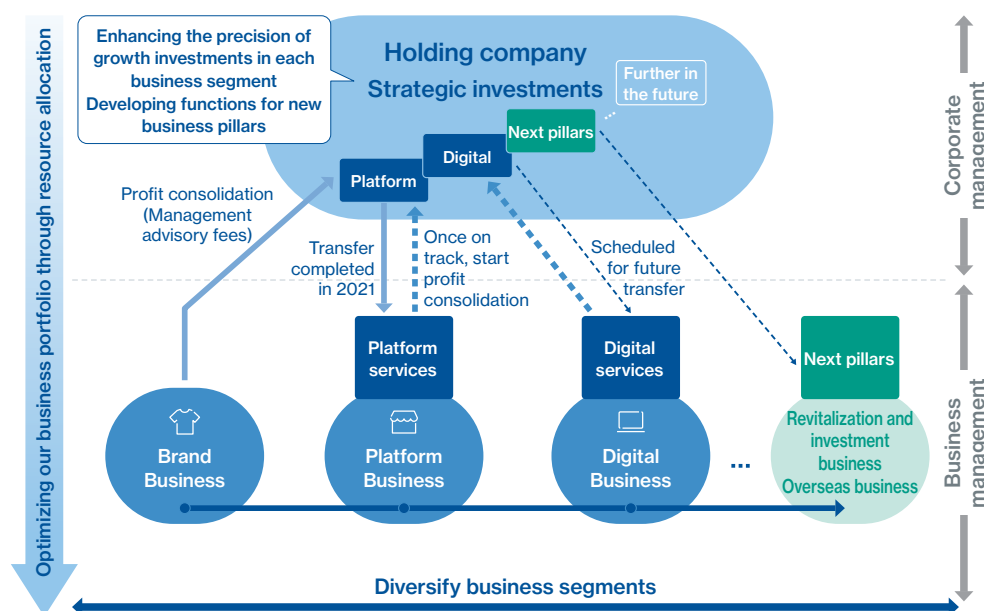 Optimizing our business portfolio through resource allocation
Enhancing the precision of
growth investments in each
business segment
Developing functions for new
business pillars
Holding company
Strategic investments
Further in
the future
Next pillars
Digital
Platform
Corporate
management
Profit consolidation
(Management
advisory fees)
Transfer
completed
in 2021
Once on
track, start
profit
consolidation
Scheduled
for future
transfer
Platform
services
Digital
services
Next pillars
Brand
Business
Platform
Business
Digital
Business
...
Revitalization and
investment
business
Overseas business
Business
management
Diversify business segments